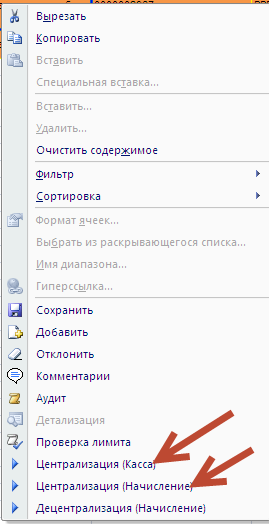 Вырезать
Копировать
Вставить
Специальная вставка...
Вставить...
Удалить...
Очистить содержимое
Фильтр
Сортировка
Формат ячеек...
Выбрать из раскрывающегося списка...
Имя диапазона...
Гиперссылка...
Сохранить
Добавить
Отклонить
Комментарии
Аудит
Детализация
Проверка лимита
Централизация (Касса)
Централизация (Начисление)
Децентрализация (Начисление)